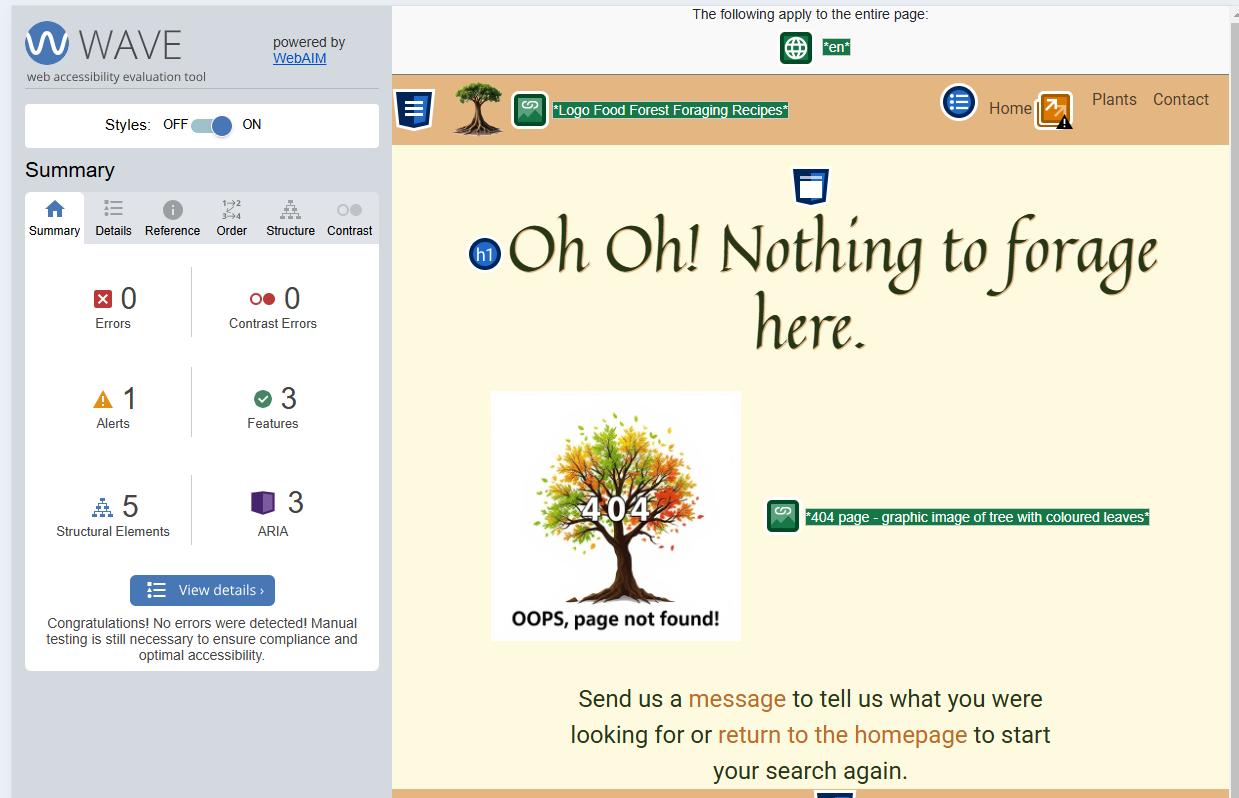 WAVE
web accessibility evaluation tool
powered by
WebAIM
Styles: OFF ON
Summary
Summary Details Reference Order Structure Contrast
0
Errors
0
Contrast Errors
1
Alerts
3
Features
5
Structural Elements
3
ARIA
View details ›
Congratulations! No errors were detected! Manual
testing is still necessary to ensure compliance and
optimal accessibility.
The following apply to the entire page:
*en*
*Logo Food Forest Foraging Recipes*
Home Plants Contact
h1 Oh Oh! Nothing to forage
here.
404
OOPS, page not found!
*404 page - graphic image of tree with coloured leaves*
Send us a message to tell us what you were
looking for or return to the homepage to start
your search again.